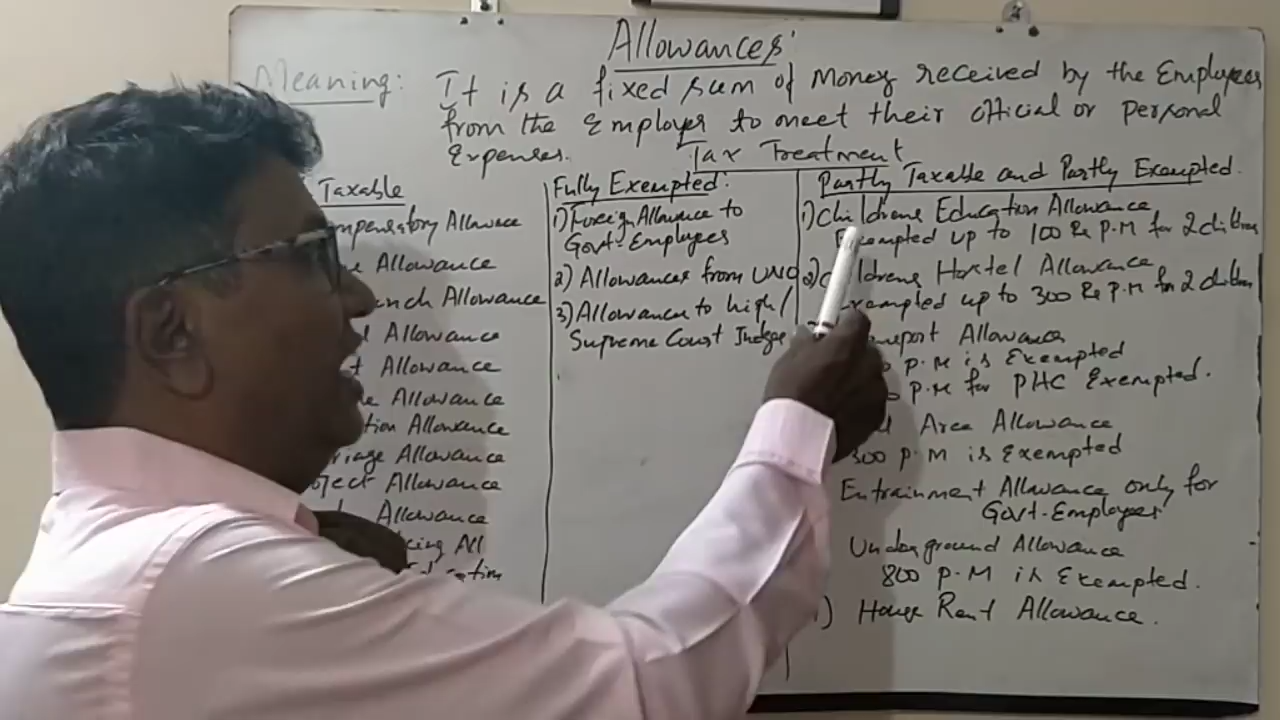 Allowances
Meaning: It is a fixed sum of Money received by the Employees
from the Employer to meet their official or personal
Expenses.
Tax Treatment
Taxable
Allowance
Allowance
Allowance
Allowance
Allowance
Allowance
Allowance
Allowance
Allowance
Allowance
All
Fully Exempted:
1) Foreign Allowance to
Govt-Employees
2) Allowances from UNO
3) Allowance to high/
Supreme Court Judge
Partly Taxable and Partly Exempted.
1) Childrens Education Allowance
Exempted up to 100 Rs P.M for 2 children
2) Hostel Allowance
Exempted up to 300 Rs P.M for 2 children
Allowance
P.M is Exempted
P.M for PHC Exempted.
Area Allowance
P.M is Exempted
Entrainment Allowance only for
Govt-Employees
Underground Allowance
800 P.M is Exempted.
) House Rent Allowance.